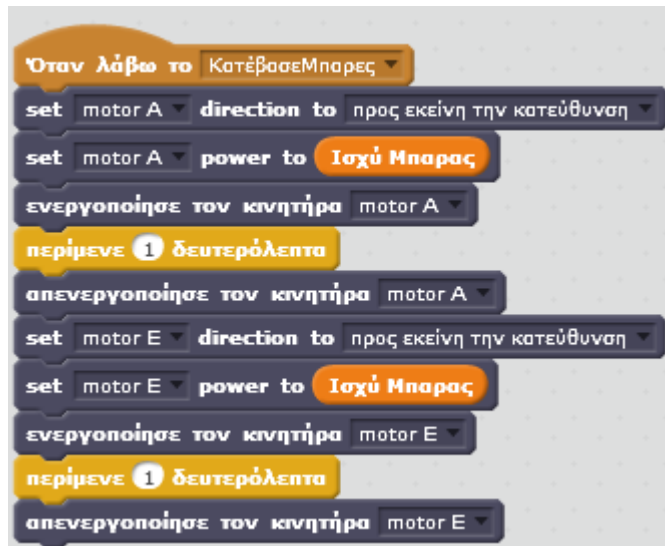 Όταν λάβω το ΚατέβασεΜπαρες
set motor A direction to προς εκείνη την κατεύθυνση
set motor A power to Ισχύ Μπαρας
ενεργοποίησε τον κινητήρα motor A
περίμενε 1 δευτερόλεπτα
απενεργοποίησε τον κινητήρα motor A
set motor E direction to προς εκείνη την κατεύθυνση
set motor E power to Ισχύ Μπαρας
ενεργοποίησε τον κινητήρα motor E
περίμενε 1 δευτερόλεπτα
απενεργοποίησε τον κινητήρα motor E